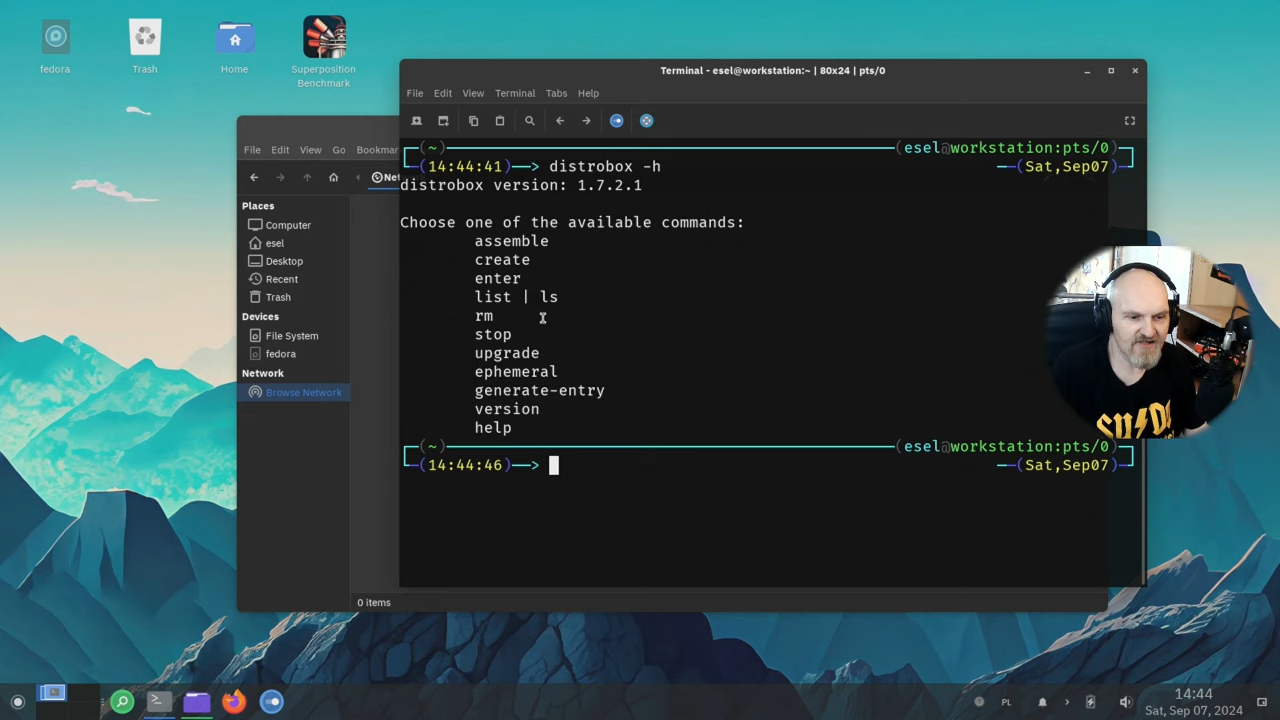 fedora
Trash
Home
Superposition
Benchmark
Terminal - esel@workstation:~ | 80x24 | pts/0
File Edit View Terminal Tabs Help
File Edit View Go Bookmar
Net
Places
Computer
esel
Desktop
Recent
Trash
Devices
File System
fedora
Network
Browse Network
0 items
(~) (esel@workstation:pts/0)
(14:44:41)—> distrobox -h (Sat,Sep07)
distrobox version: 1.7.2.1
Choose one of the available commands:
assemble
create
enter
list | ls
rm
stop
upgrade
ephemeral
generate-entry
version
help
(~) (esel@workstation:pts/0)
(14:44:46)—> (Sat,Sep07)
PL
14:44
Sat, Sep 07, 2024